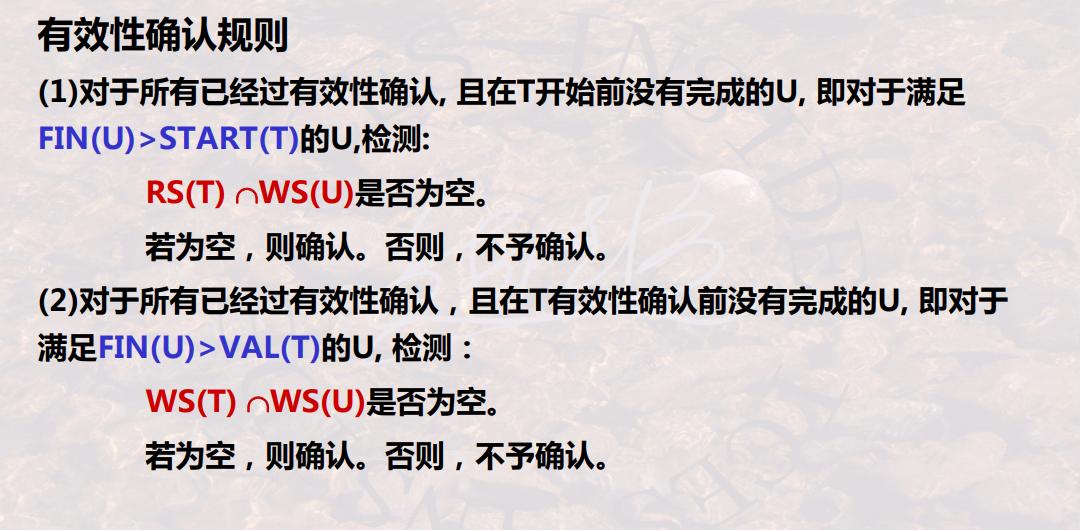 有效性确认规则
(1)对于所有已经过有效性确认, 且在T开始前没有完成的U, 即对于满足
FIN(U)>START(T)的U,检测:
RS(T) ∩WS(U)是否为空。
若为空，则确认。否则，不予确认。
(2)对于所有已经过有效性确认，且在T有效性确认前没有完成的U, 即对于
满足FIN(U)>VAL(T)的U, 检测：
WS(T) ∩WS(U)是否为空。
若为空，则确认。否则，不予确认。